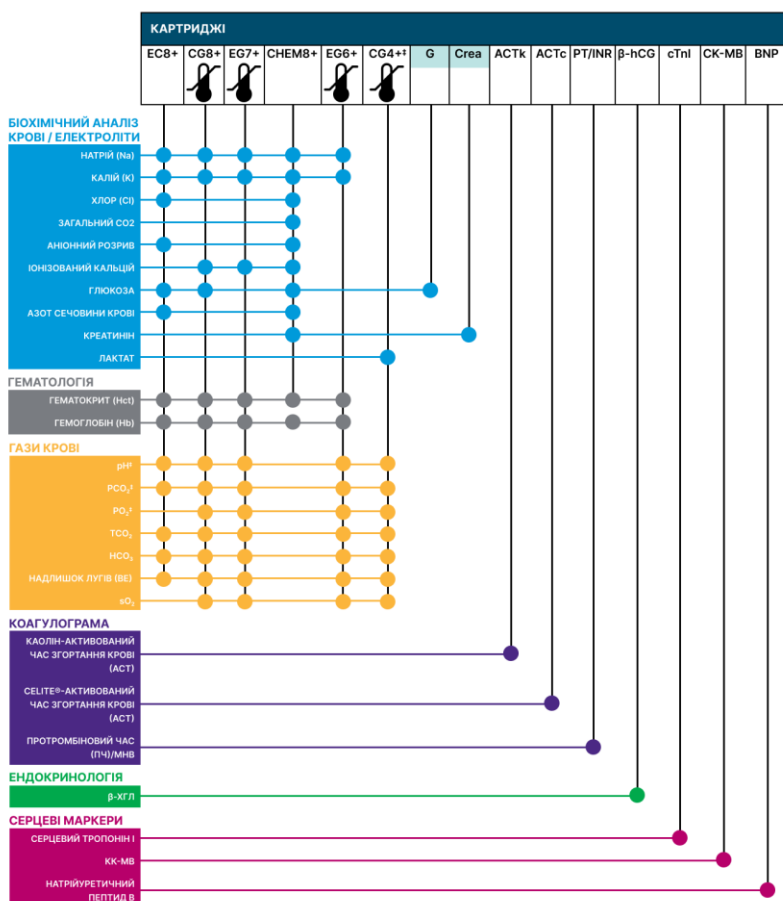 КАРТРИДЖІ
EC8+ CG8+ EG7+ CHEM8+ EG6+ CG4+‡ G Crea ACTk ACTc PT/INR β-hCG cTnI CK-MB BNP
БІОХІМІЧНИЙ АНАЛІЗ
КРОВІ / ЕЛЕКТРОЛІТИ
НАТРІЙ (Na)
КАЛІЙ (K)
ХЛОР (Cl)
ЗАГАЛЬНИЙ CO2
АНІОННИЙ РОЗРИВ
ІОНІЗОВАНИЙ КАЛЬЦІЙ
ГЛЮКОЗА
АЗОТ СЕЧОВИНИ КРОВІ
КРЕАТИНІН
ЛАКТАТ
ГЕМАТОЛОГІЯ
ГЕМАТОКРИТ (Hct)
ГЕМОГЛОБІН (Hb)
ГАЗИ КРОВІ
pH²
PCO₂²
PO₂²
TCO₂
HCO₃
НАДЛИШОК ЛУГІВ (BE)
sO₂
КОАГУЛОГРАМА
КАОЛІН-АКТИВОВАНИЙ
ЧАС ЗГОРТАННЯ КРОВІ
(ACT)
CELITE®-АКТИВОВАНИЙ
ЧАС ЗГОРТАННЯ КРОВІ
(ACT)
ПРОТРОМБІНОВИЙ ЧАС
(ПЧ)/МНВ
ЕНДОКРИНОЛОГІЯ
β-ХГЛ
СЕРЦЕВІ МАРКЕРИ
СЕРЦЕВИЙ ТРОПОНІН I
КК-МВ
НАТРІЙУРЕТИЧНИЙ
ПЕПТИД B